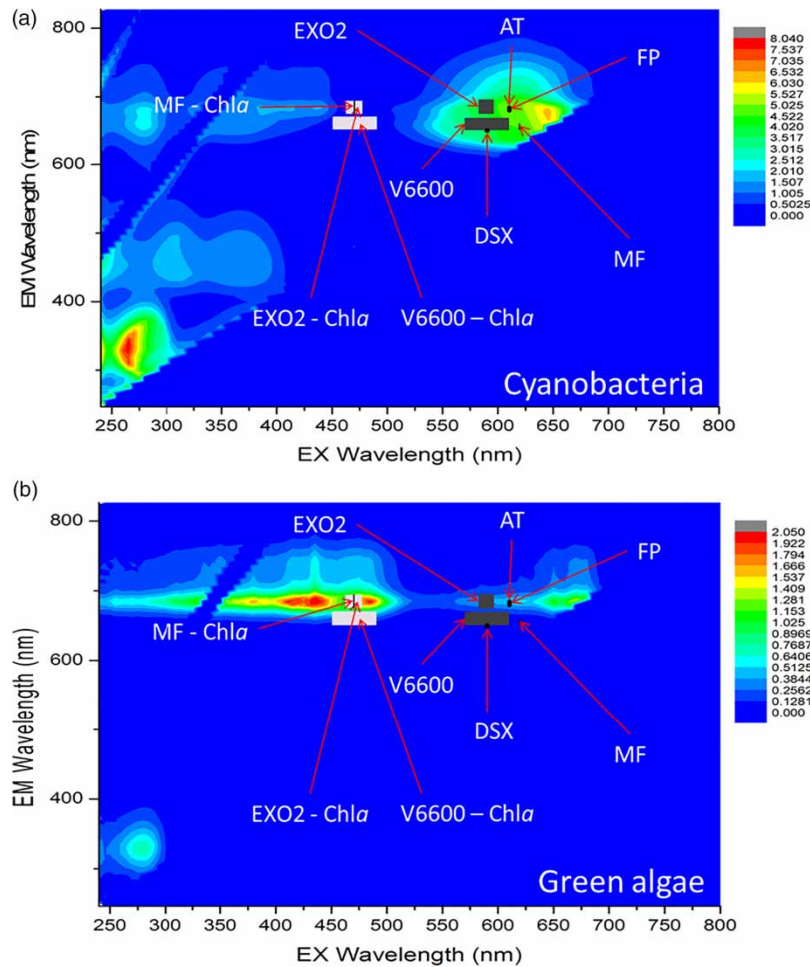 (a)
EXO2
AT
FP
MF - Chla
V6600
DSX
MF
EXO2 - Chla
V6600 – Chla
Cyanobacteria
EM Wavelength (nm)
800
600
400
250 300 350 400 450 500 550 600 650 700 750 800
EX Wavelength (nm)
8.040
7.537
7.035
6.532
6.030
5.527
5.025
4.522
4.020
3.517
3.015
2.512
2.010
1.507
1.005
0.5025
0.000
(b)
EXO2
AT
FP
MF - Chla
V6600
DSX
MF
EXO2 - Chla
V6600 – Chla
Green algae
EM Wavelength (nm)
800
600
400
250 300 350 400 450 500 550 600 650 700 750 800
EX Wavelength (nm)
2.050
1.922
1.794
1.666
1.537
1.409
1.281
1.153
1.025
0.8969
0.7687
0.6406
0.5125
0.3844
0.2562
0.1281
0.000